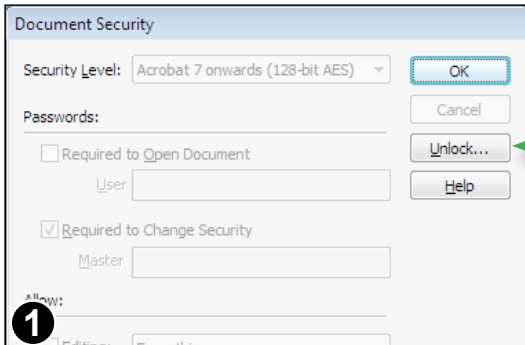 Document Security
Security Level: Acrobat 7 onwards (128-bit AES)
OK
Cancel
Passwords:
Unlock...
Required to Open Document
User
Help
Required to Change Security
Master
Allow:
1